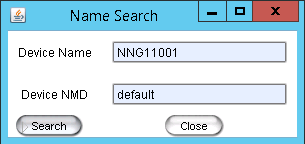 Name Search
Device Name NNG11001
Device NMD default
Search Close